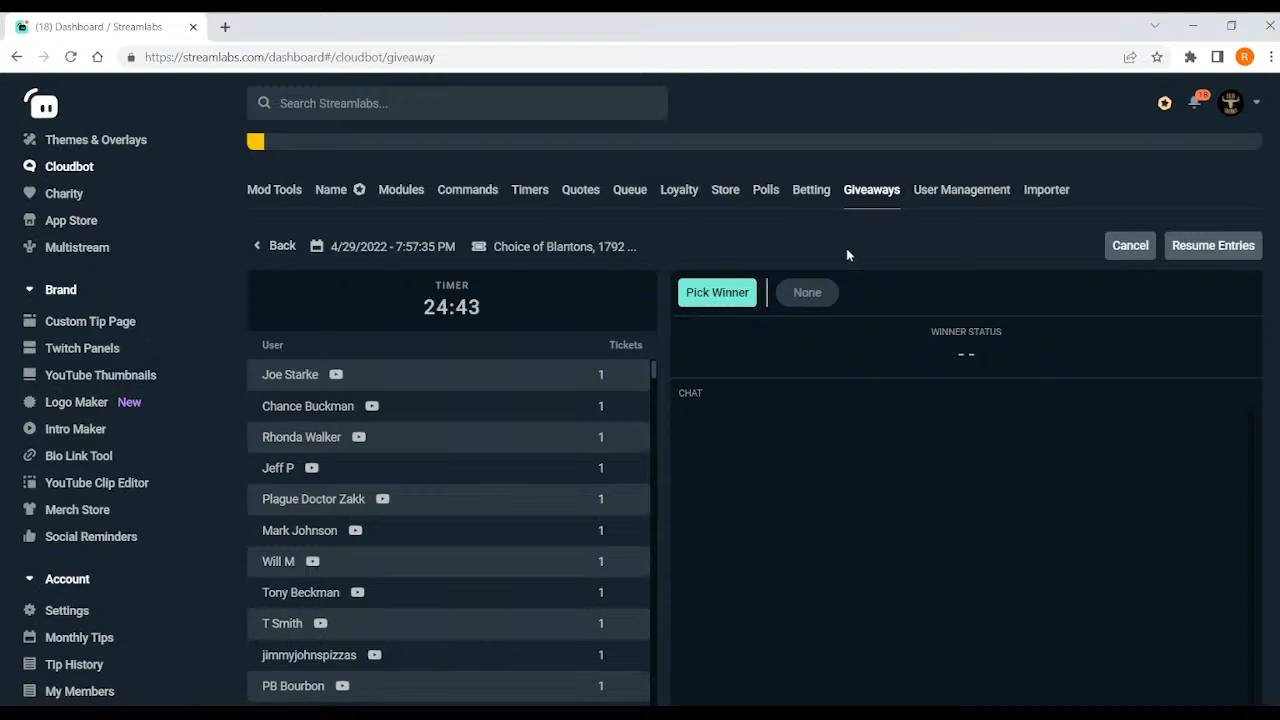 (18) Dashboard / Streamlabs
https://streamlabs.com/dashboard#/cloudbot/giveaway
R
Search Streamlabs...
18
Themes & Overlays
Cloudbot
Charity
App Store
Multistream
Brand
Custom Tip Page
Twitch Panels
YouTube Thumbnails
Logo Maker New
Intro Maker
Bio Link Tool
YouTube Clip Editor
Merch Store
Social Reminders
Account
Settings
Monthly Tips
Tip History
My Members
Mod Tools Name Modules Commands Timers Quotes Queue Loyalty Store Polls Betting Giveaways User Management Importer
Back 4/29/2022 - 7:57:35 PM Choice of Blantons, 1792 ...
Cancel Resume Entries
TIMER
24:43
User Tickets
Joe Starke 1
Chance Buckman 1
Rhonda Walker 1
Jeff P 1
Plague Doctor Zakk 1
Mark Johnson 1
Will M 1
Tony Beckman 1
T Smith 1
jimmyjohnspizzas 1
PB Bourbon 1
Pick Winner None
WINNER STATUS
--
CHAT